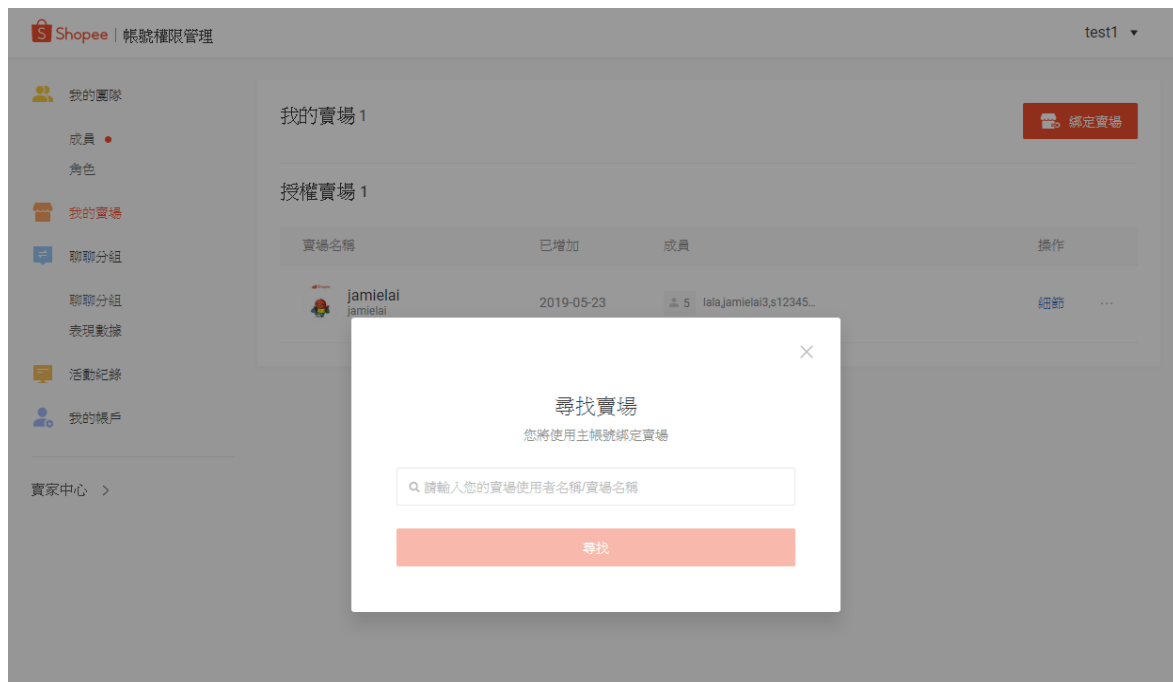 Shopee | 帳號權限管理
test1
我的團隊
成員
角色
我的賣場
聊聊分組
聊聊分組
表現數據
活動紀錄
我的帳戶
賣家中心
我的賣場 1
綁定賣場
授權賣場 1
賣場名稱 已增加 成員 操作
jamielai 2019-05-23 5 lala,jamielai3,s12345... 細節 ...
jamielai
尋找賣場
您將使用主帳號綁定賣場
請輸入您的賣場使用者名稱/賣場名稱
尋找